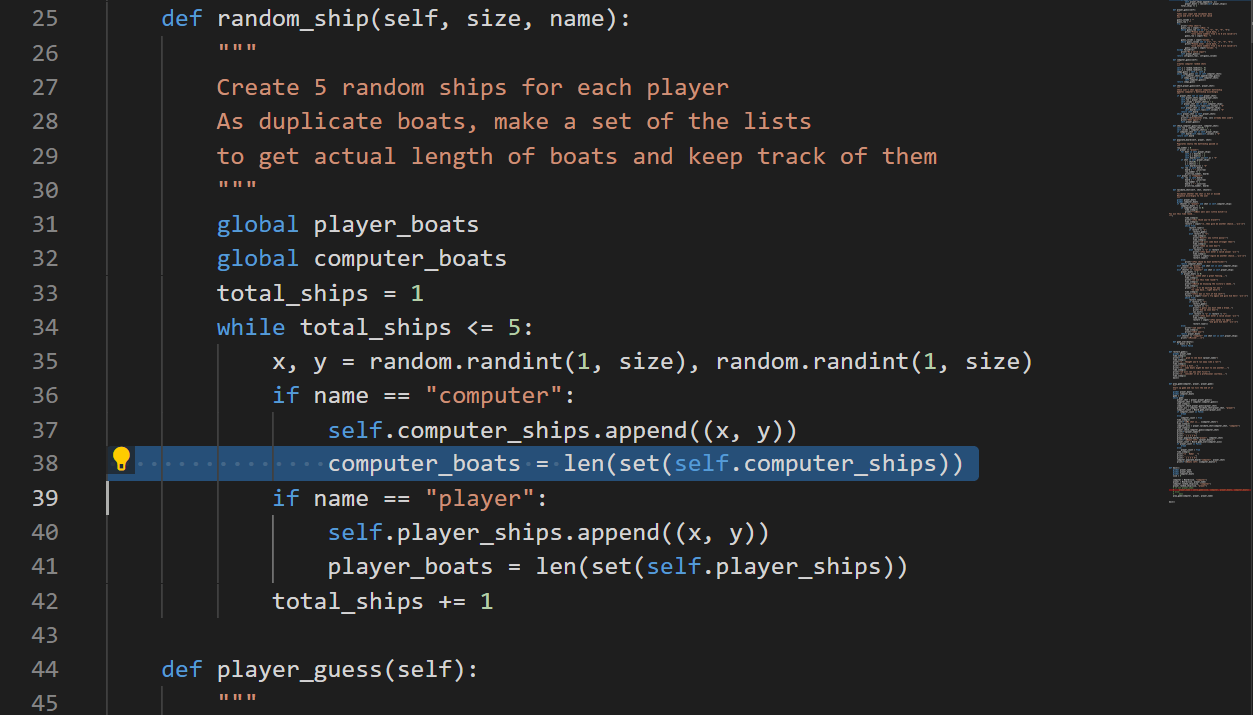 25 def random_ship(self, size, name):
26 """
27 Create 5 random ships for each player
28 As duplicate boats, make a set of the lists
29 to get actual length of boats and keep track of them
30 """
31 global player_boats
32 global computer_boats
33 total_ships = 1
34 while total_ships <= 5:
35 x, y = random.randint(1, size), random.randint(1, size)
36 if name == "computer":
37 self.computer_ships.append((x, y))
38 computer_boats = len(set(self.computer_ships))
39 if name == "player":
40 self.player_ships.append((x, y))
41 player_boats = len(set(self.player_ships))
42 total_ships += 1
43
44 def player_guess(self):
45 """